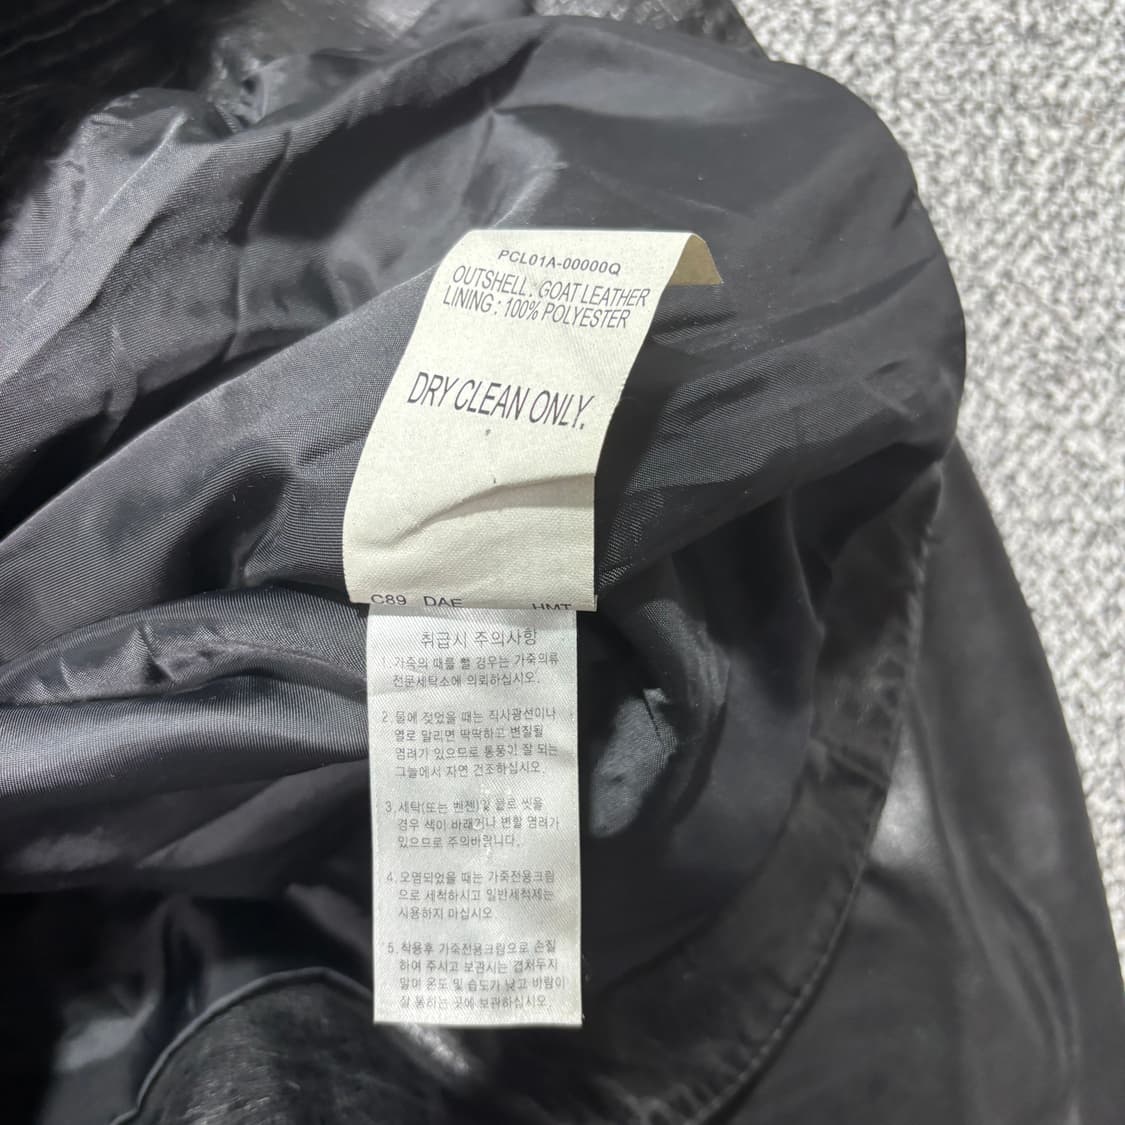 PCL01A-00000Q
OUTSHELL. GOAT LEATHER
LINING : 100% POLYESTER
DRY CLEAN ONLY.
C89 DAE HMT
취급시 주의사항
1. 가죽의 때를 뺄 경우는 가죽의류
전문세탁소에 의뢰하십시오.
2. 물에 젖었을 때는 직사광선이나
열로 말리면 딱딱하고 변질될
염려가 있으므로 통풍이 잘 되는
그늘에서 자연 건조하십시오.
3. 세탁(또는 벤젠)및 물로 씻을
경우 색이 바래거나 변할 염려가
있으므로 주의바랍니다.
4. 오염되었을 때는 가죽전용크림
으로 세척하시고 일반세척제는
사용하지 마십시오
5. 착용후 가죽전용크림으로 손질
하여 주시고 보관시는 겹쳐두지
말며 온도 및 습도가 낮고 바람이
잘 통하는 곳에 보관하십시오.